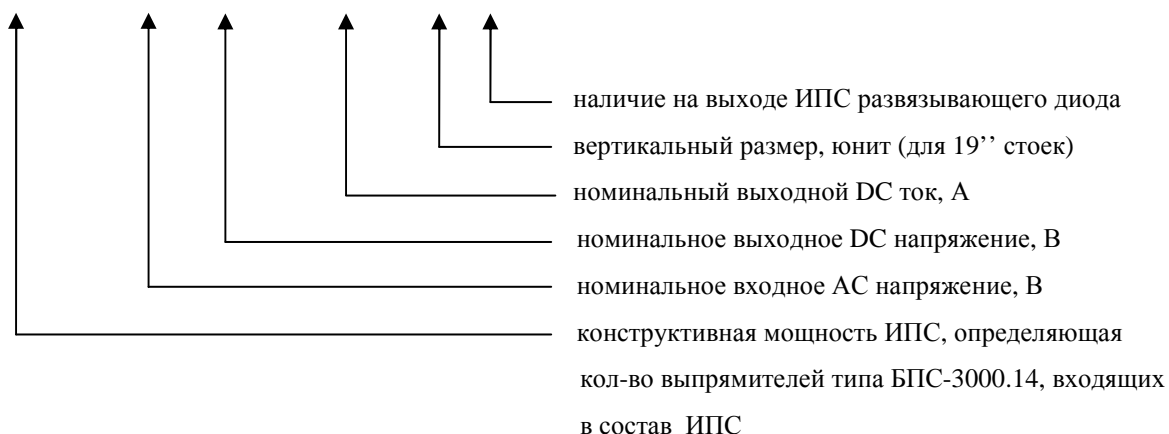 наличие на выходе ИПС развязывающего диода
вертикальный размер, юнит (для 19’’ стоек)
номинальный выходной DC ток, А
номинальное выходное DC напряжение, В
номинальное входное AC напряжение, В
конструктивная мощность ИПС, определяющая
кол-во выпрямителей типа БПС-3000.14, входящих
в состав ИПС